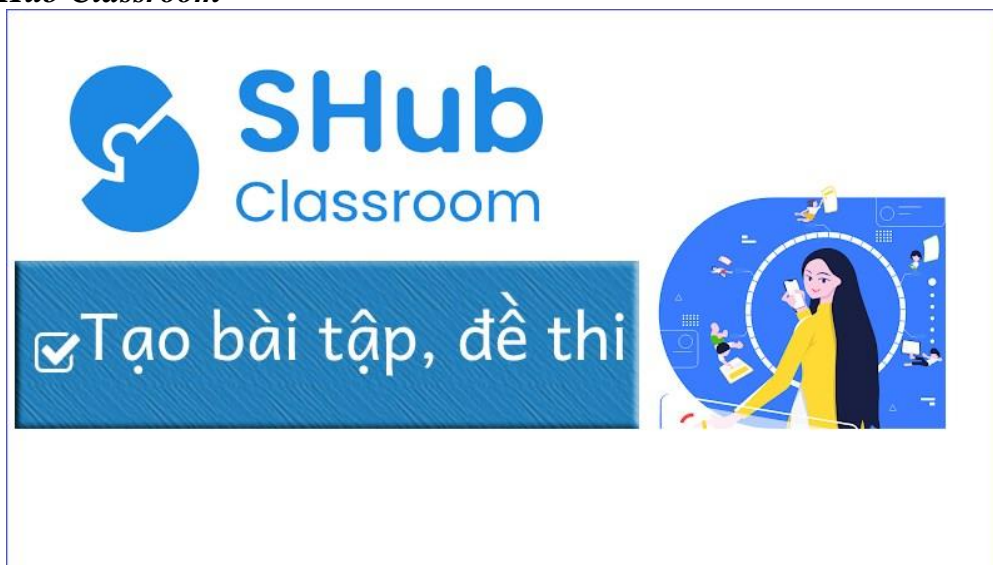 SHub
Classroom
Tạo bài tập, đề thi